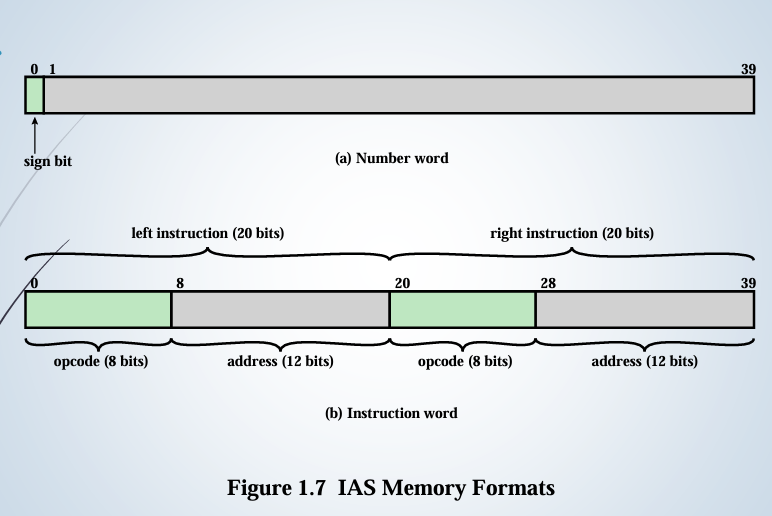 0 1 39
sign bit
(a) Number word
left instruction (20 bits) right instruction (20 bits)
0 8 20 28 39
opcode (8 bits) address (12 bits) opcode (8 bits) address (12 bits)
(b) Instruction word
Figure 1.7 IAS Memory Formats